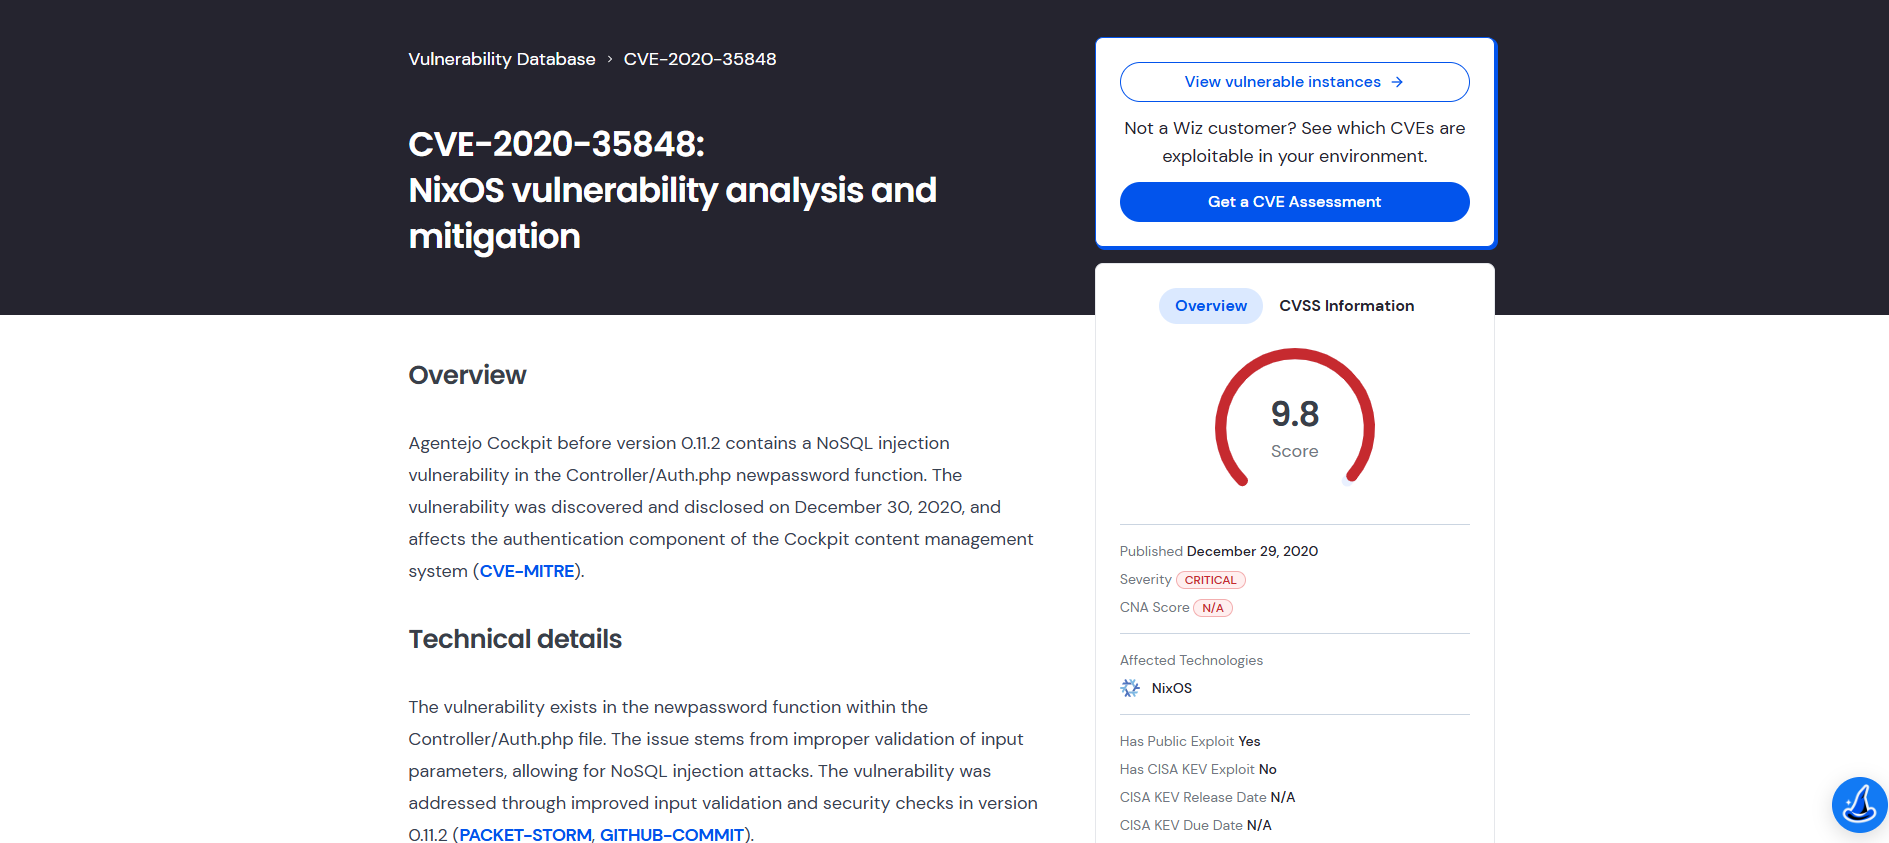 Vulnerability Database › CVE-2020-35848
CVE-2020-35848:
NixOS vulnerability analysis and
mitigation
View vulnerable instances →
Not a Wiz customer? See which CVEs are
exploitable in your environment.
Get a CVE Assessment
Overview
Agentejo Cockpit before version 0.11.2 contains a NoSQL injection
vulnerability in the Controller/Auth.php newpassword function. The
vulnerability was discovered and disclosed on December 30, 2020, and
affects the authentication component of the Cockpit content management
system (CVE-MITRE).
Technical details
The vulnerability exists in the newpassword function within the
Controller/Auth.php file. The issue stems from improper validation of input
parameters, allowing for NoSQL injection attacks. The vulnerability was
addressed through improved input validation and security checks in version
0.11.2 (PACKET-STORM, GITHUB-COMMIT).
Overview CVSS Information
9.8
Score
Published December 29, 2020
Severity CRITICAL
CNA Score N/A
Affected Technologies
NixOS
Has Public Exploit Yes
Has CISA KEV Exploit No
CISA KEV Release Date N/A
CISA KEV Due Date N/A